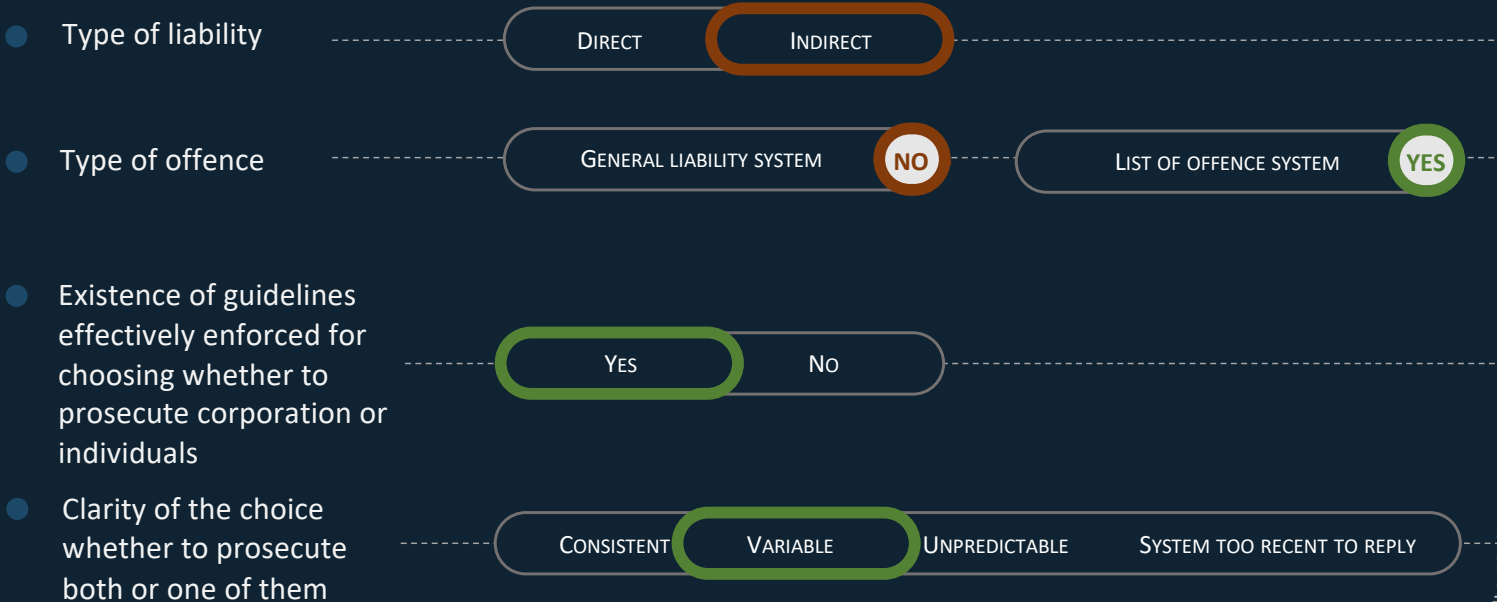 Type of liability
DIRECT INDIRECT
Type of offence
GENERAL LIABILITY SYSTEM NO LIST OF OFFENCE SYSTEM YES
Existence of guidelines
effectively enforced for
choosing whether to
prosecute corporation or
individuals
YES NO
Clarity of the choice
whether to prosecute
both or one of them
CONSISTENT VARIABLE UNPREDICTABLE SYSTEM TOO RECENT TO REPLY